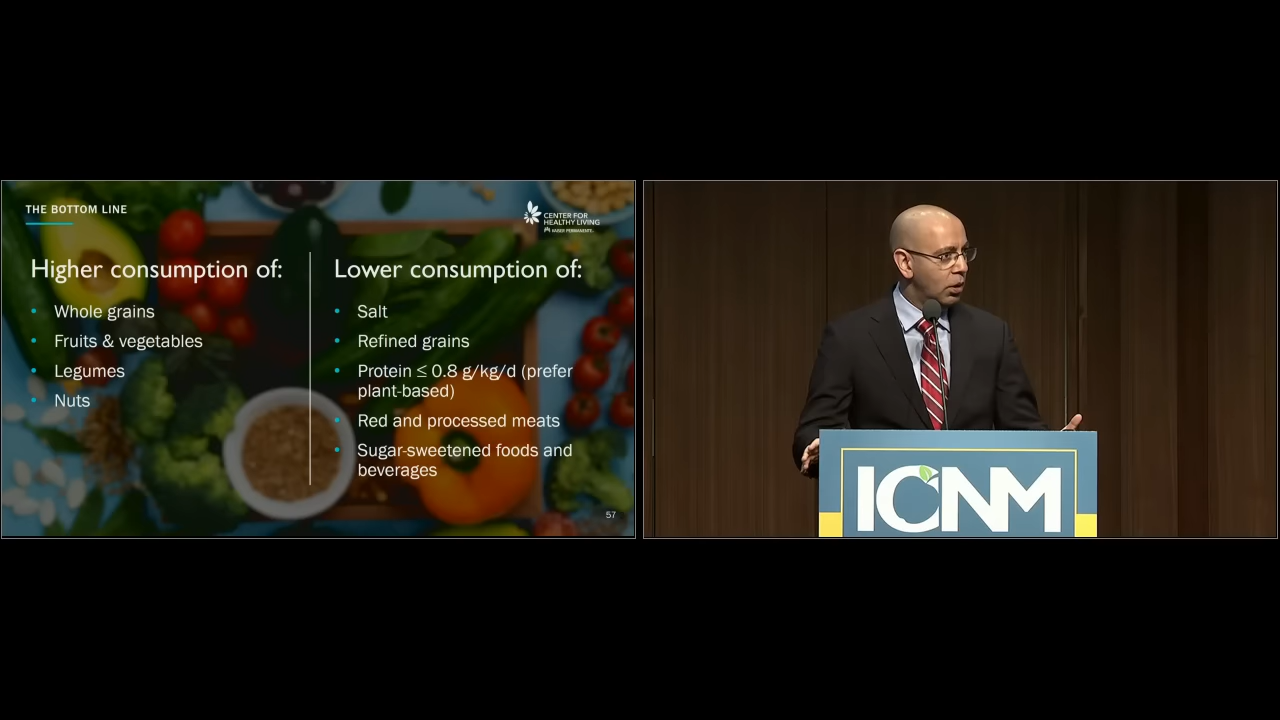 THE BOTTOM LINE
CENTER FOR
HEALTHY LIVING
KAISER PERMANENTE
Higher consumption of:
• Whole grains
• Fruits & vegetables
• Legumes
• Nuts
Lower consumption of:
• Salt
• Refined grains
• Protein ≤ 0.8 g/kg/d (prefer
plant-based)
• Red and processed meats
• Sugar-sweetened foods and
beverages
57
ICNM